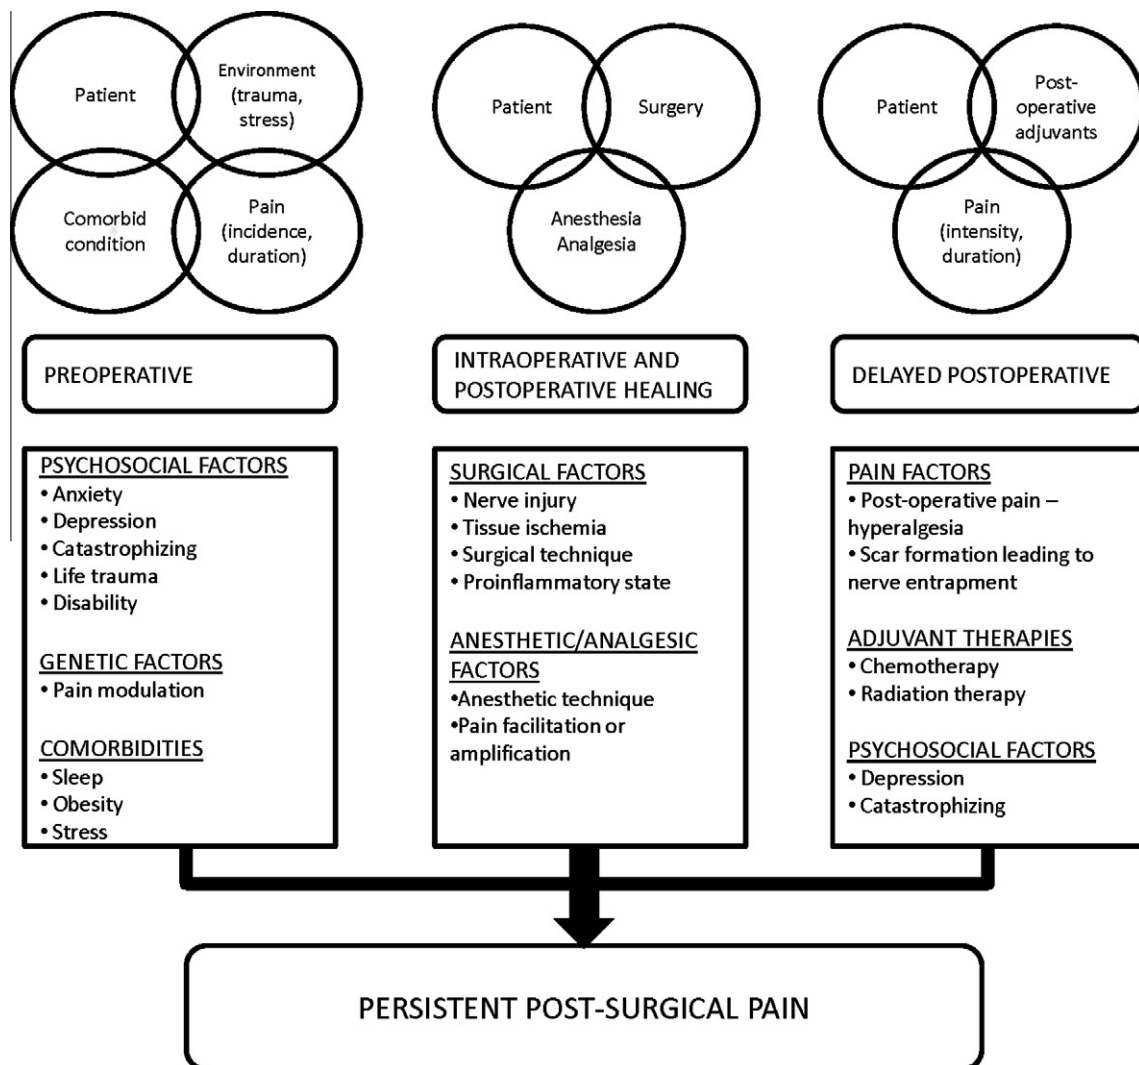 Patient
Environment
(trauma,
stress)
Comorbid
condition
Pain
(incidence,
duration)
Patient
Surgery
Anesthesia
Analgesia
Patient
Post-
operative
adjuvants
Pain
(intensity,
duration)
PREOPERATIVE
INTRAOPERATIVE AND
POSTOPERATIVE HEALING
DELAYED POSTOPERATIVE
PSYCHOSOCIAL FACTORS
• Anxiety
• Depression
• Catastrophizing
• Life trauma
• Disability
GENETIC FACTORS
• Pain modulation
COMORBIDITIES
• Sleep
• Obesity
• Stress
SURGICAL FACTORS
• Nerve injury
• Tissue ischemia
• Surgical technique
• Proinflammatory state
ANESTHETIC/ANALGESIC
FACTORS
•Anesthetic technique
•Pain facilitation or
amplification
PAIN FACTORS
• Post-operative pain –
hyperalgesia
• Scar formation leading to
nerve entrapment
ADJUVANT THERAPIES
• Chemotherapy
• Radiation therapy
PSYCHOSOCIAL FACTORS
• Depression
• Catastrophizing
PERSISTENT POST-SURGICAL PAIN